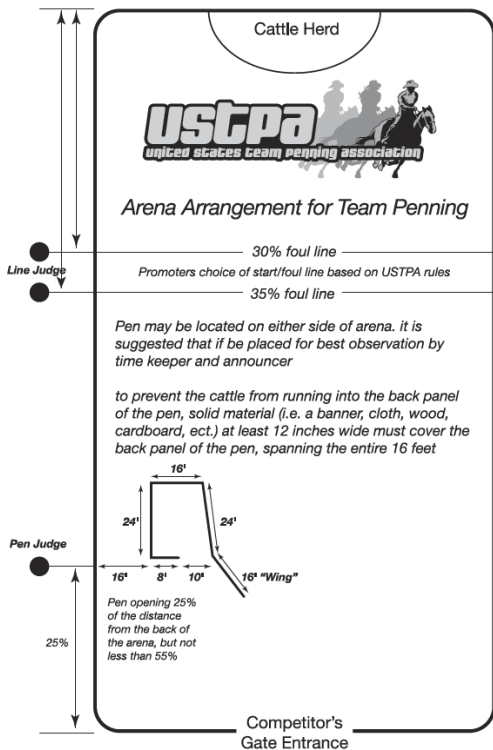 Cattle Herd
ustpa
united states team penning association
Arena Arrangement for Team Penning
30% foul line
Line Judge
Promoters choice of start/foul line based on USTPA rules
35% foul line
Pen may be located on either side of arena. it is
suggested that if be placed for best observation by
time keeper and announcer
to prevent the cattle from running into the back panel
of the pen, solid material (i.e. a banner, cloth, wood,
cardboard, ect.) at least 12 inches wide must cover the
back panel of the pen, spanning the entire 16 feet
16'
24'
24'
Pen Judge
16'
8'
10'
16' "Wing"
Pen opening 25%
of the distance
from the back of
the arena, but not
less than 55%
25%
Competitor's
Gate Entrance